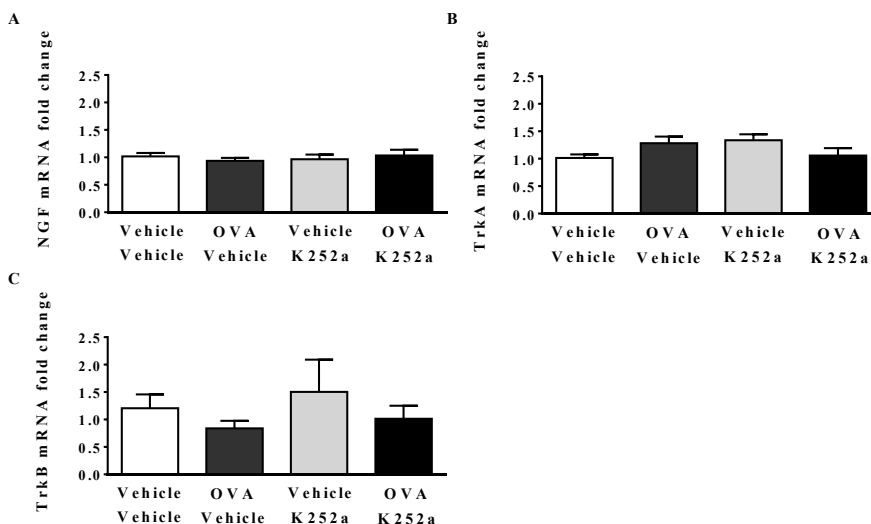 A
NGF mRNA fold change
2.5
2.0
1.5
1.0
0.5
0.0
Vehicle OVA Vehicle OVA
Vehicle Vehicle K252a K252a
B
TrkA mRNA fold change
2.5
2.0
1.5
1.0
0.5
0.0
Vehicle OVA Vehicle OVA
Vehicle Vehicle K252a K252a
C
TrkB mRNA fold change
2.5
2.0
1.5
1.0
0.5
0.0
Vehicle OVA Vehicle OVA
Vehicle Vehicle K252a K252a